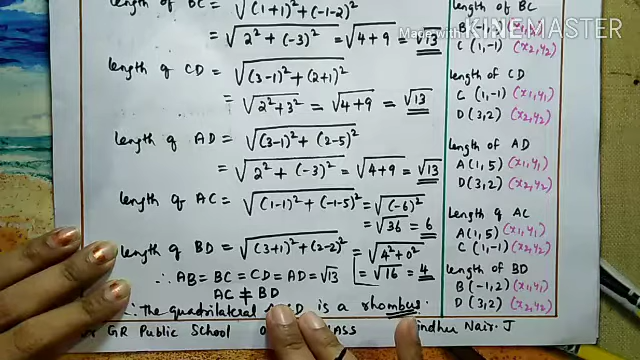 length of BC = √(1+1)² + (-1-2)²
= √2² + (-3)² = √4+9 = √13
length of CD = √(3-1)² + (2+1)²
= √2² + 3² = √4+9 = √13
length of AD = √(3-1)² + (2-5)²
= √2² + (-3)² = √4+9 = √13
length of AC = √(1-1)² + (-1-5)² = √(-6)²
= √36 = 6
length of BD = √(3+1)² + (2-2)² = √4² + 0²
= √16 = 4
∴ AB = BC = CD = AD = √13
AC ≠ BD
∴ The quadrilateral is a rhombus.
GR Public School
Nair. J
length of BC
B
C (1,-1) (x₂,y₂)
length of CD
C (1,-1) (x₁,y₁)
D (3,2) (x₂,y₂)
length of AD
A (1,5) (x₁,y₁)
D (3,2) (x₂,y₂)
length of AC
A (1,5) (x₁,y₁)
C (1,-1) (x₂,y₂)
length of BD
B (-1,2) (x₁,y₁)
D (3,2) (x₂,y₂)
Made with KINEMASTER